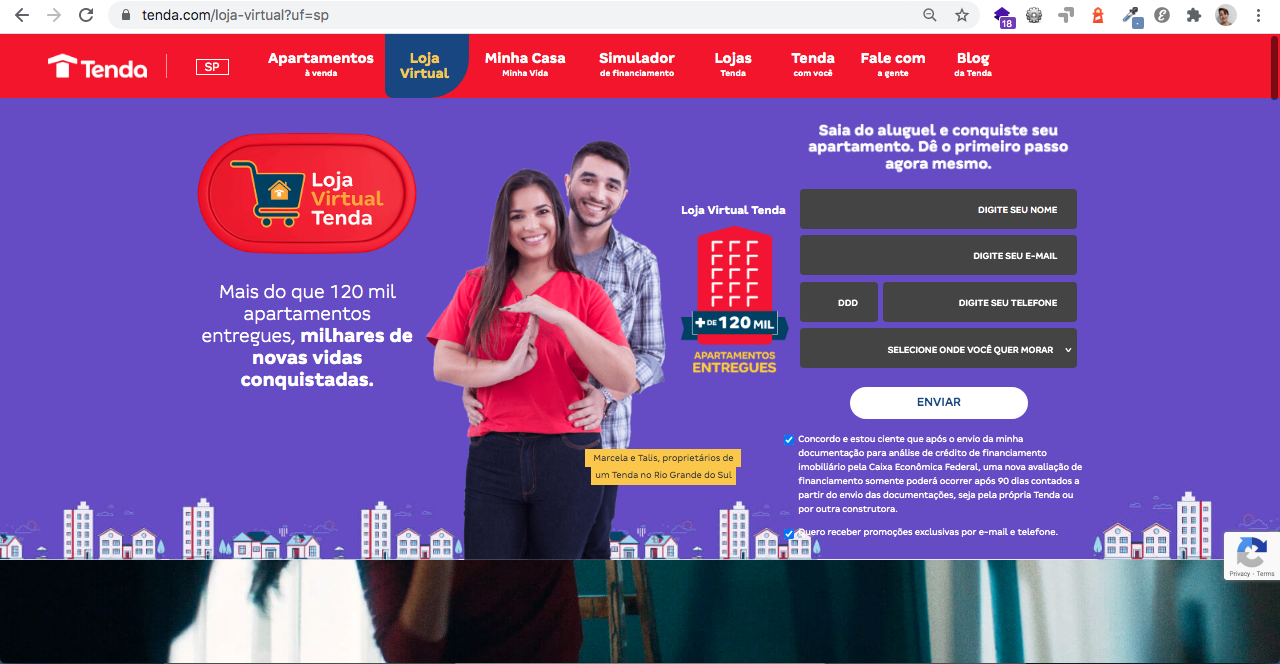 tenda.com/loja-virtual?uf=sp
18
Tenda
SP
Apartamentos
à venda
Loja
Virtual
Minha Casa
Minha Vida
Simulador
de financiamento
Lojas
Tenda
Tenda
com você
Fale com
a gente
Blog
da Tenda
Loja
Virtual
Tenda
Mais do que 120 mil
apartamentos
entregues, milhares de
novas vidas
conquistadas.
Marcela e Talis, proprietários de
um Tenda no Rio Grande do Sul
Loja Virtual Tenda
+ DE 120 MIL
APARTAMENTOS
ENTREGUES
Saia do aluguel e conquiste seu
apartamento. Dê o primeiro passo
agora mesmo.
DIGITE SEU NOME
DIGITE SEU E-MAIL
DDD
DIGITE SEU TELEFONE
SELECIONE ONDE VOCÊ QUER MORAR
ENVIAR
Concordo e estou ciente que após o envio da minha
documentação para análise de crédito de financiamento
imobiliário pela Caixa Econômica Federal, uma nova avaliação de
financiamento somente poderá ocorrer após 90 dias contados a
partir do envio das documentações, seja pela própria Tenda ou
por outra construtora.
Quero receber promoções exclusivas por e-mail e telefone.
Privacy - Terms